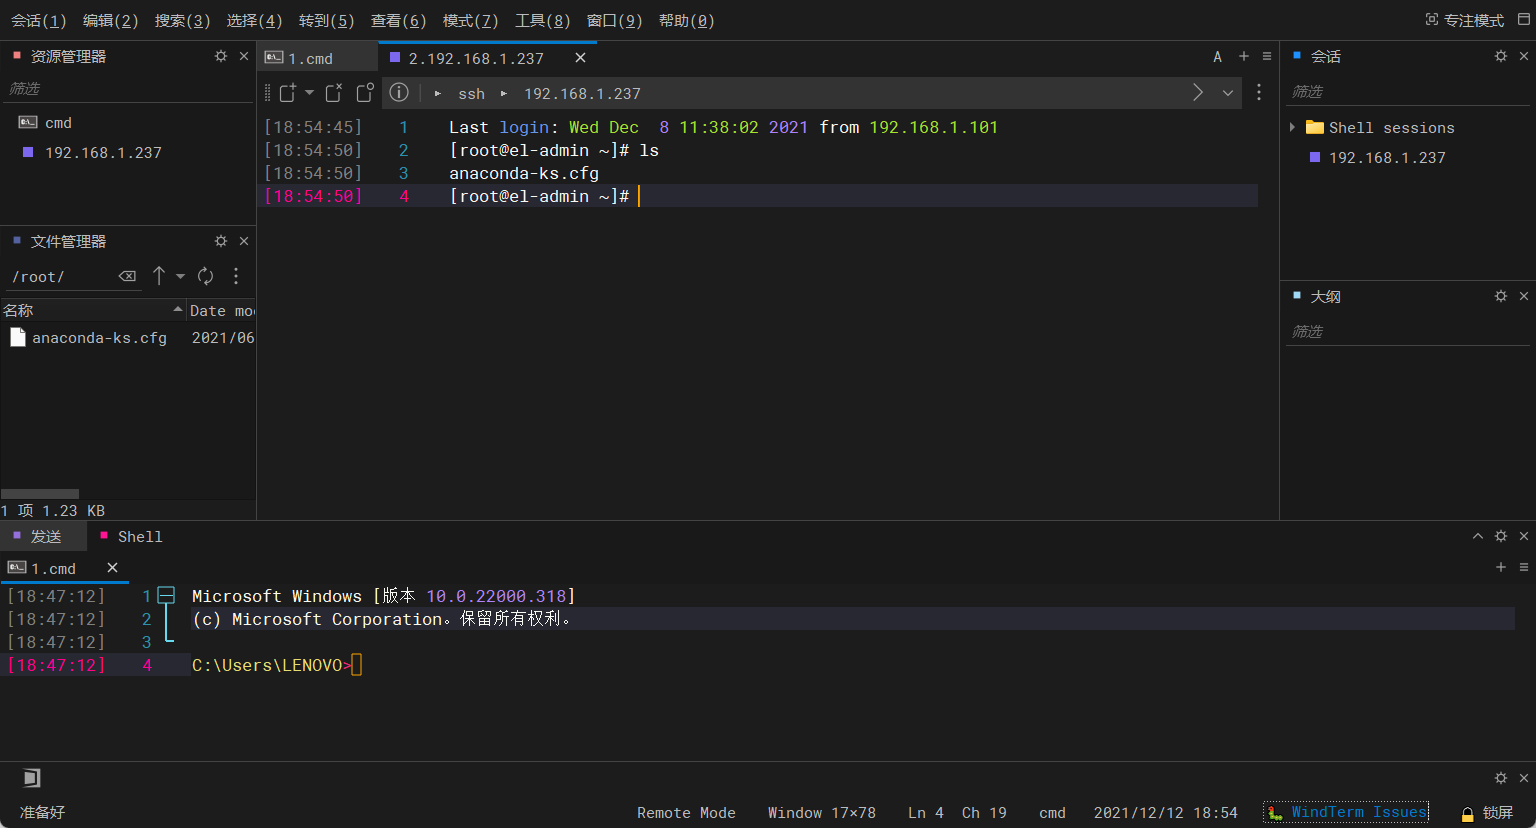 会话(1) 编辑(2) 搜索(3) 选择(4) 转到(5) 查看(6) 模式(7) 工具(8) 窗口(9) 帮助(0) 专注模式
资源管理器
筛选
cmd
192.168.1.237
文件管理器
/root/
名称 Date mo
anaconda-ks.cfg 2021/06
1 项 1.23 KB
1.cmd 2.192.168.1.237 A
ssh 192.168.1.237
[18:54:45] 1 Last login: Wed Dec  8 11:38:02 2021 from 192.168.1.101
[18:54:50] 2 [root@el-admin ~]# ls
[18:54:50] 3 anaconda-ks.cfg
[18:54:50] 4 [root@el-admin ~]#
会话
筛选
Shell sessions
192.168.1.237
大纲
筛选
发送 Shell
1.cmd
[18:47:12] 1 Microsoft Windows [版本 10.0.22000.318]
[18:47:12] 2 (c) Microsoft Corporation。保留所有权利。
[18:47:12] 3
[18:47:12] 4 C:\Users\LENOVO>
准备好 Remote Mode Window 17×78 Ln 4 Ch 19 cmd 2021/12/12 18:54 WindTerm Issues 锁屏